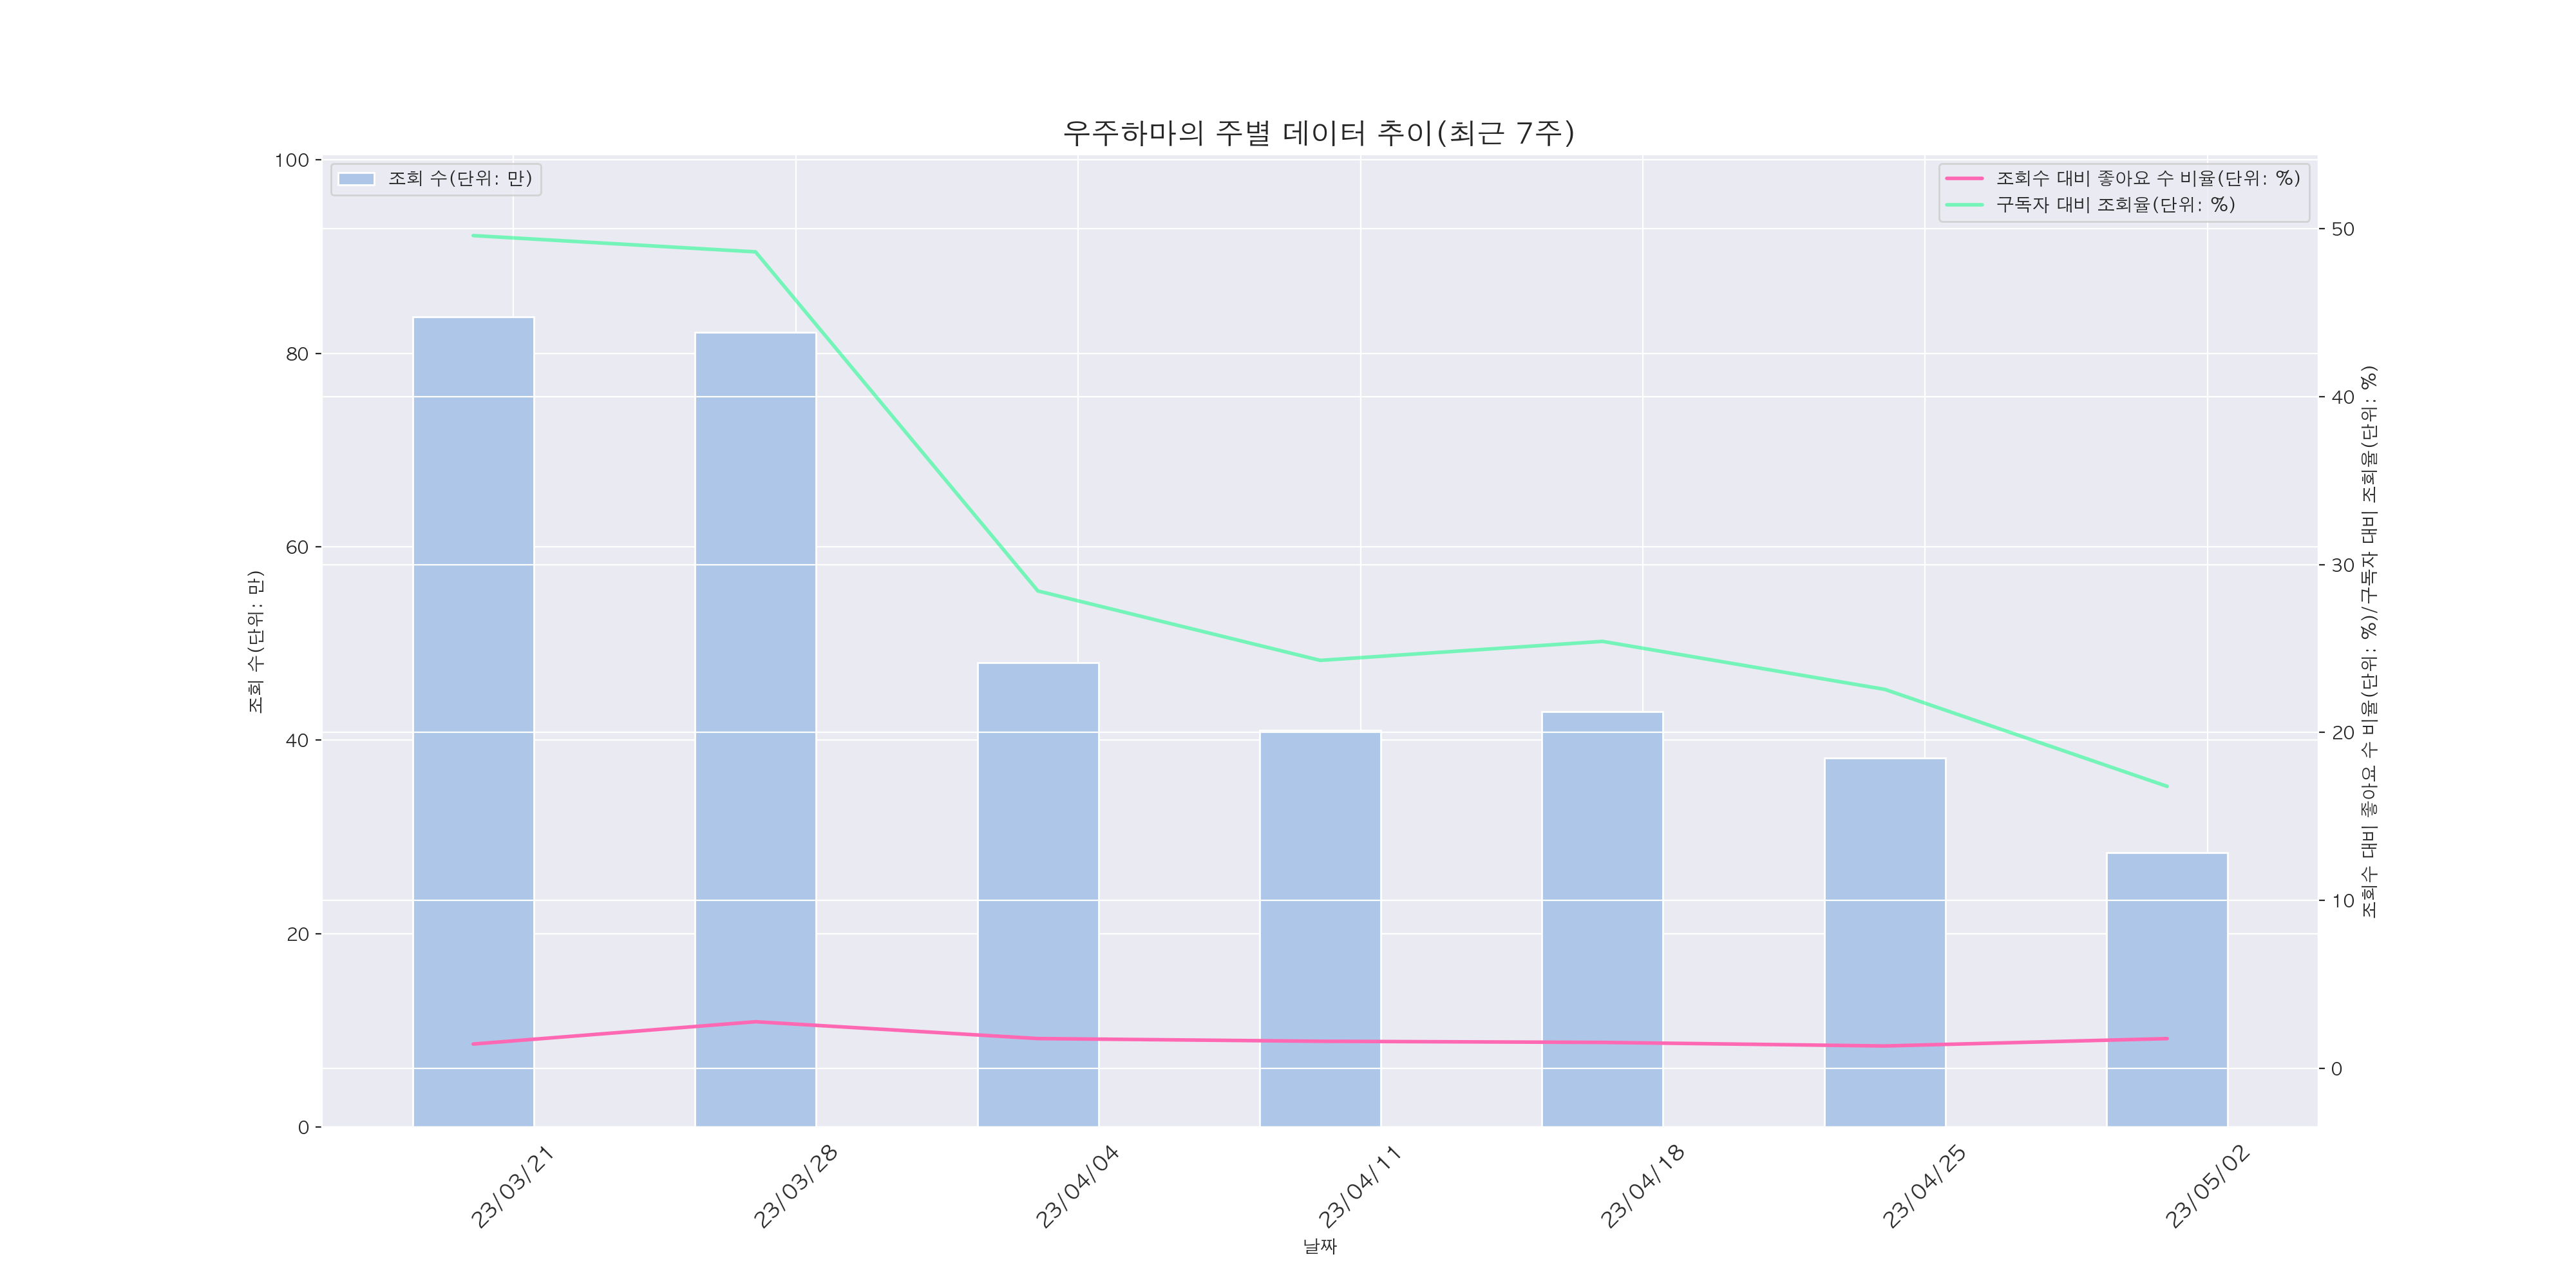 우주하마의 주별 데이터 추이(최근 7주)
조회 수(단위: 만)
조회수 대비 좋아요 수 비율(단위: %)
구독자 대비 조회율(단위: %)
100
80
60
40
20
0
조회 수(단위: 만)
50
40
30
20
10
0
조회수 대비 좋아요 수 비율(단위: %)/구독자 대비 조회율(단위: %)
23/03/21
23/03/28
23/04/04
23/04/11
23/04/18
23/04/25
23/05/02
날짜